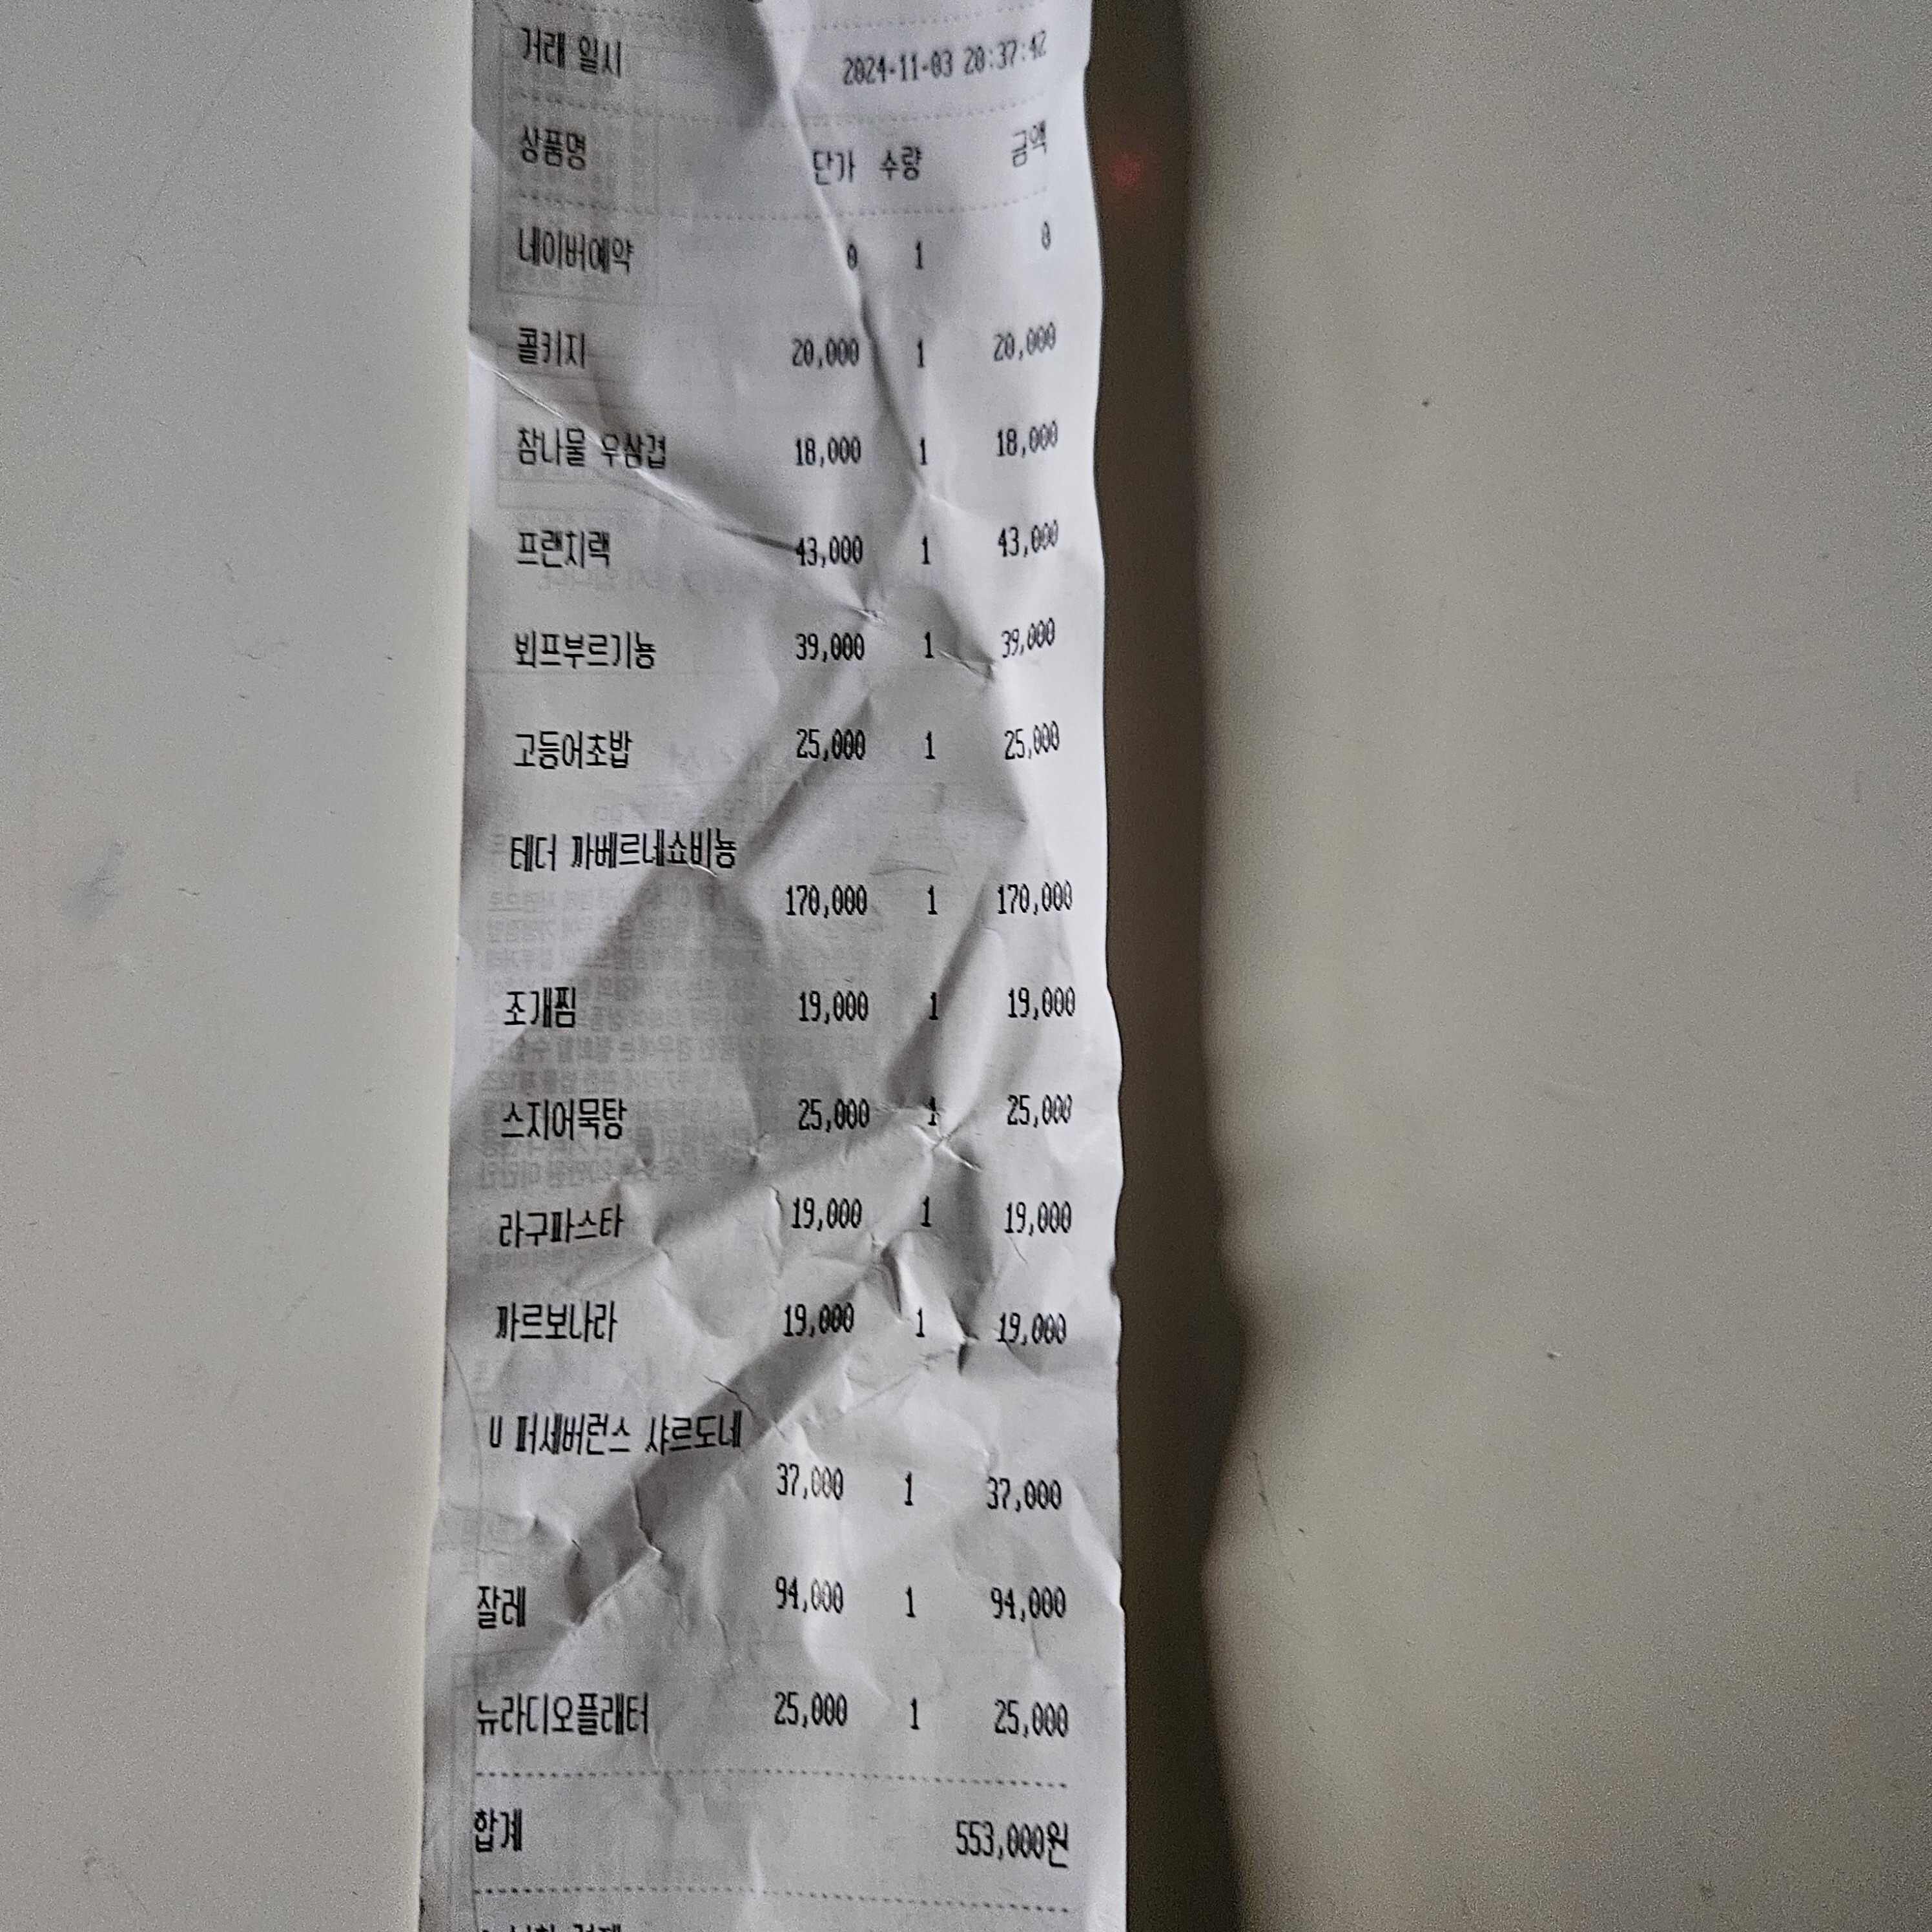 거래 일시 2024-11-03 20:37:42
상품명 단가 수량 금액
네이버예약 0 1 0
콜키지 20,000 1 20,000
참나물 우삼겹 18,000 1 18,000
프랜치랙 43,000 1 43,000
뵈프부르기뇽 39,000 1 39,000
고등어초밥 25,000 1 25,000
테더 까베르네쇼비뇽
170,000 1 170,000
조개찜 19,000 1 19,000
스지어묵탕 25,000 1 25,000
라구파스타 19,000 1 19,000
까르보나라 19,000 1 19,000
U 퍼세버런스 샤르도네
37,000 1 37,000
잘레 94,000 1 94,000
뉴라디오플래터 25,000 1 25,000
합계 553,000원